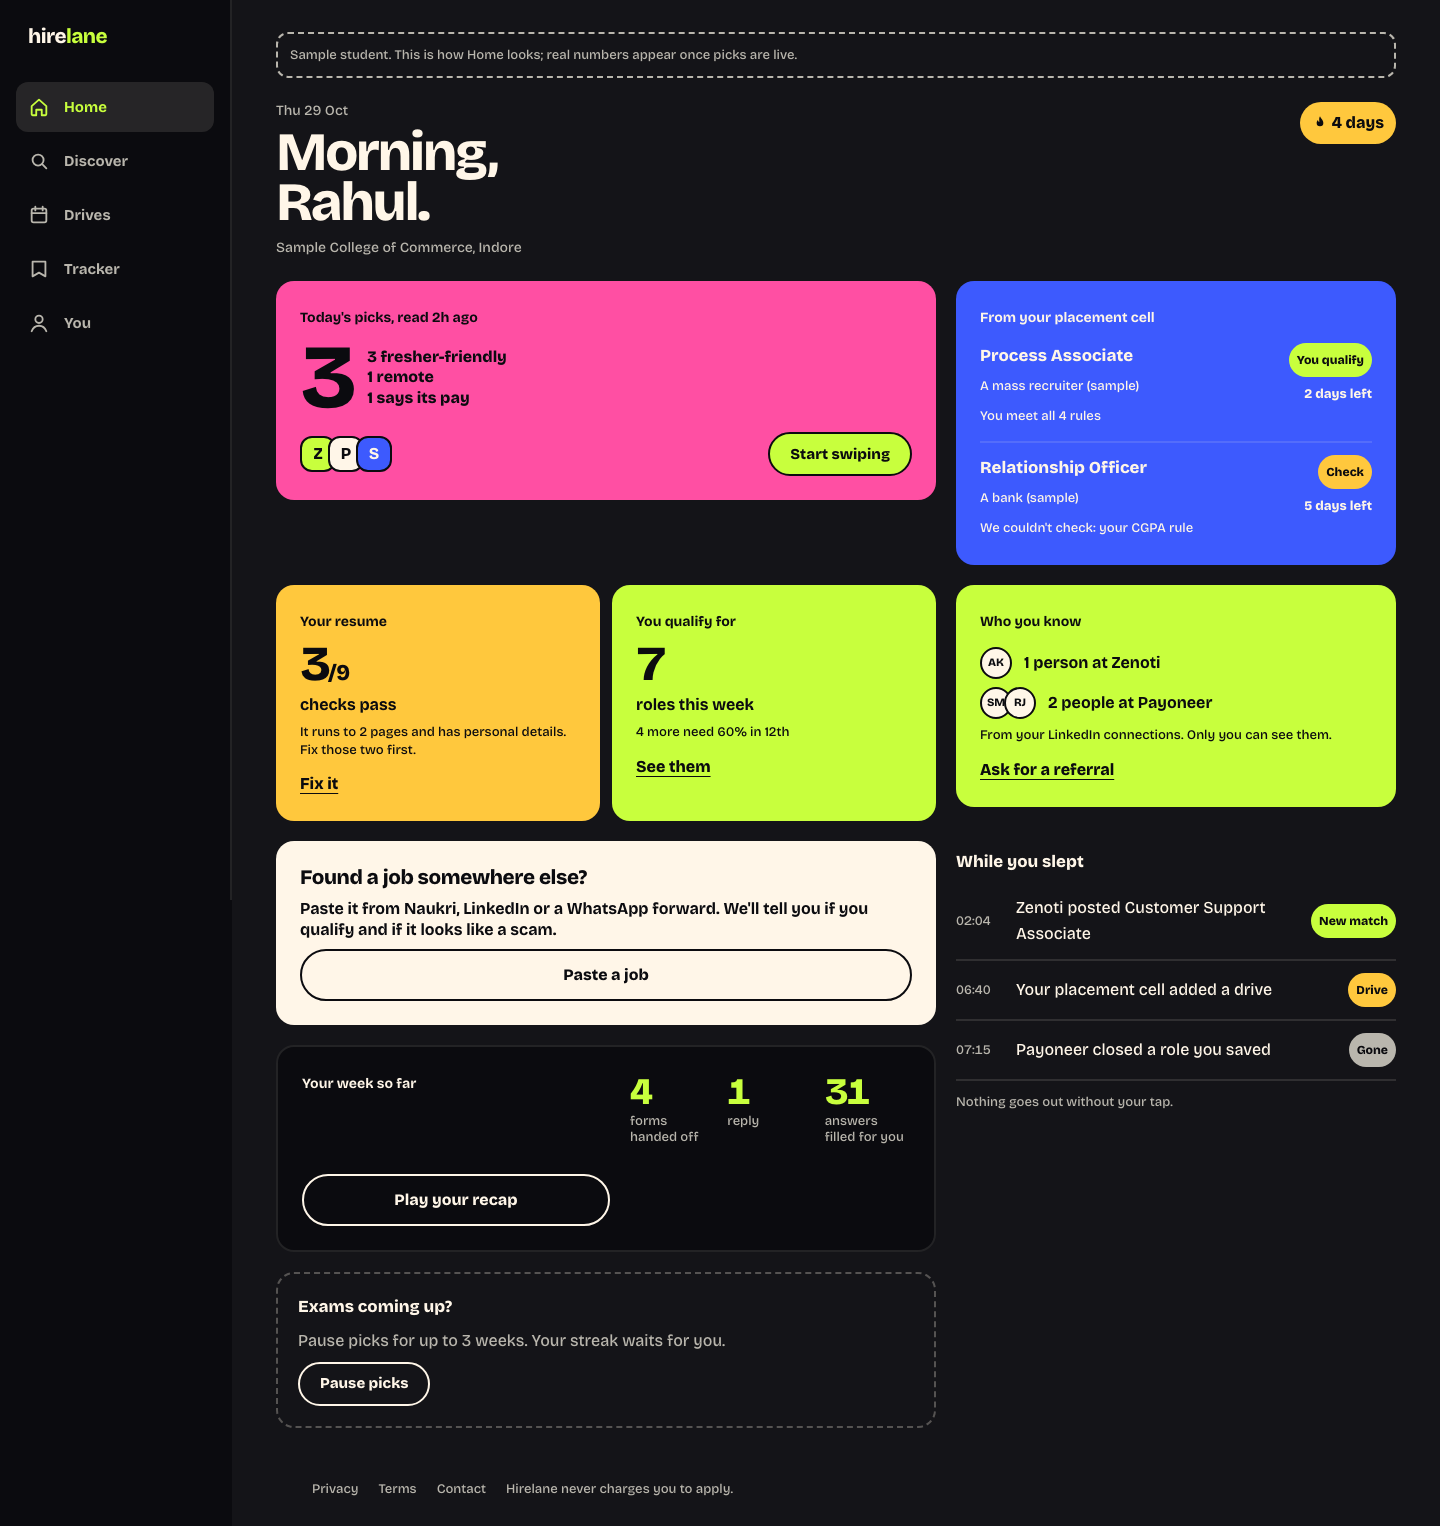 hirelane
Home
Discover
Drives
Tracker
You
Sample student. This is how Home looks; real numbers appear once picks are live.
Thu 29 Oct
4 days
Morning,
Rahul.
Sample College of Commerce, Indore
Today's picks, read 2h ago
3
3 fresher-friendly
1 remote
1 says its pay
Z P S
Start swiping
From your placement cell
Process Associate
You qualify
A mass recruiter (sample)
2 days left
You meet all 4 rules
Relationship Officer
Check
A bank (sample)
5 days left
We couldn't check: your CGPA rule
Your resume
3/9
checks pass
It runs to 2 pages and has personal details.
Fix those two first.
Fix it
You qualify for
7
roles this week
4 more need 60% in 12th
See them
Who you know
AK 1 person at Zenoti
SM RJ 2 people at Payoneer
From your LinkedIn connections. Only you can see them.
Ask for a referral
Found a job somewhere else?
Paste it from Naukri, LinkedIn or a WhatsApp forward. We'll tell you if you
qualify and if it looks like a scam.
Paste a job
While you slept
02:04
Zenoti posted Customer Support
Associate
New match
06:40 Your placement cell added a drive Drive
07:15 Payoneer closed a role you saved Gone
Nothing goes out without your tap.
Your week so far
4
forms
handed off
1
reply
31
answers
filled for you
Play your recap
Exams coming up?
Pause picks for up to 3 weeks. Your streak waits for you.
Pause picks
Privacy Terms Contact Hirelane never charges you to apply.